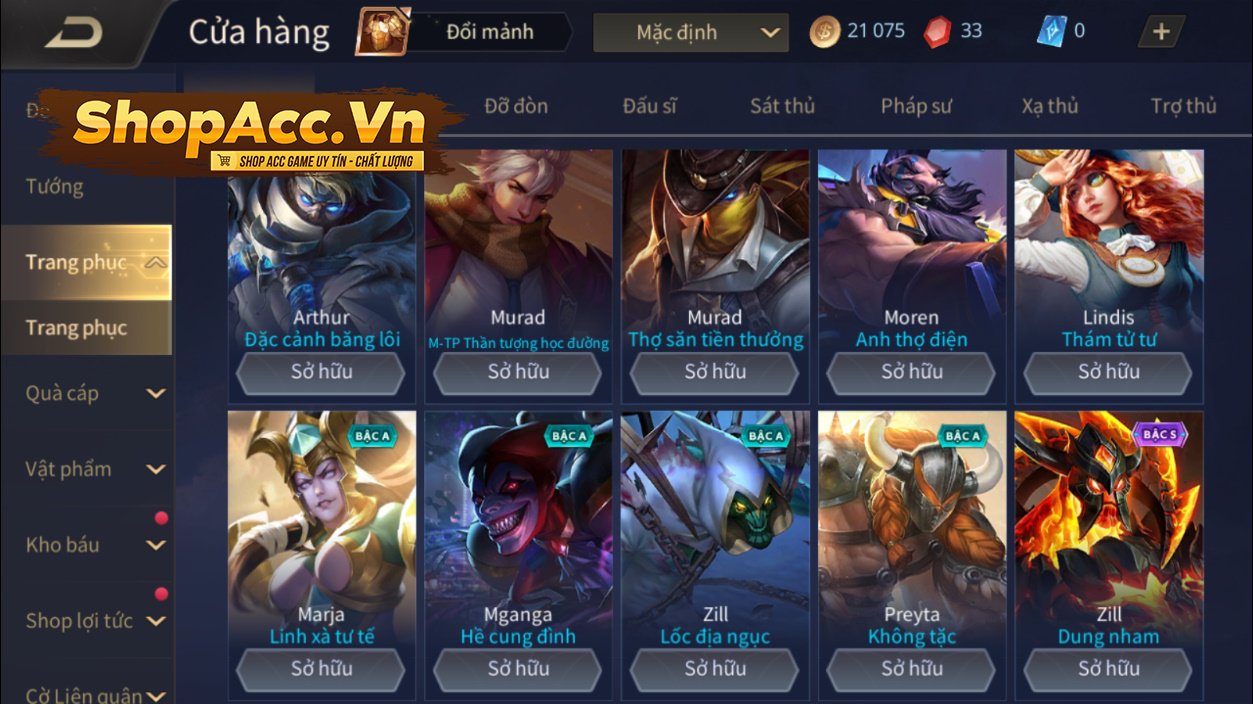 Cửa hàng
Đổi mảnh
Mặc định
21 075
33
0
ShopAcc.Vn
SHOP ACC GAME UY TÍN - CHẤT LƯỢNG
Đỡ đòn
Đấu sĩ
Sát thủ
Pháp sư
Xạ thủ
Trợ thủ
Tướng
Trang phục
Trang phục
Quà cáp
Vật phẩm
Kho báu
Shop lợi tức
Cờ Liên quân
Arthur
Đặc cảnh băng lôi
Sở hữu
Murad
M-TP Thần tượng học đường
Sở hữu
Murad
Thợ săn tiền thưởng
Sở hữu
Moren
Anh thợ điện
Sở hữu
Lindis
Thám tử tư
Sở hữu
BẬC A
Marja
Linh xà tư tế
Sở hữu
BẬC A
Mganga
Hề cung đình
Sở hữu
BẬC A
Zill
Lốc địa ngục
Sở hữu
BẬC A
Preyta
Không tặc
Sở hữu
BẬC S
Zill
Dung nham
Sở hữu